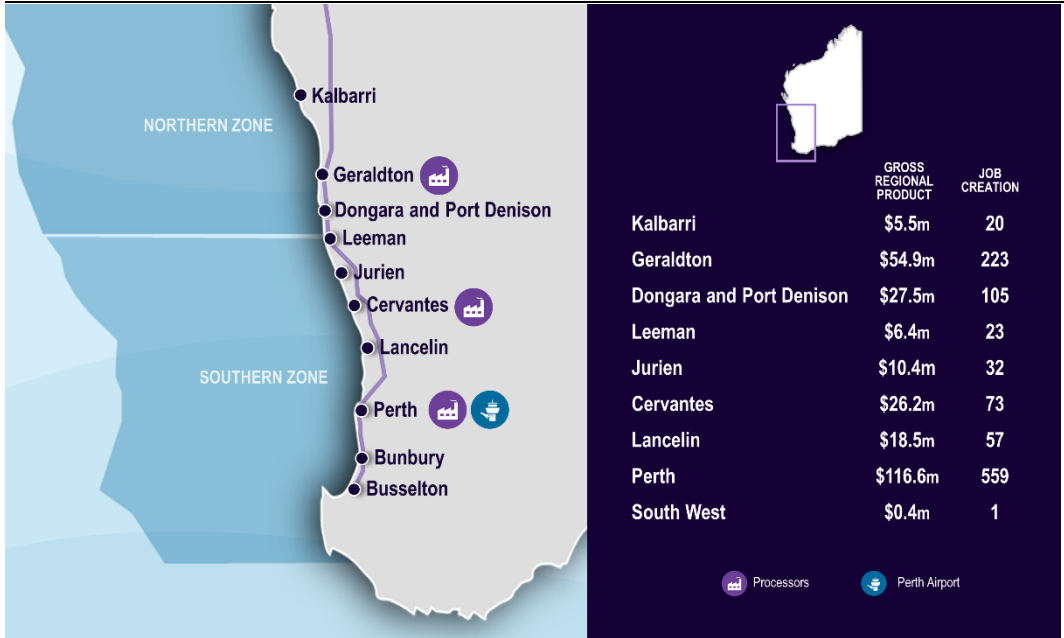 NORTHERN ZONE
SOUTHERN ZONE
Kalbarri
Geraldton
Dongara and Port Denison
Leeman
Jurien
Cervantes
Lancelin
Perth
Bunbury
Busselton
GROSS
REGIONAL
PRODUCT
JOB
CREATION
Kalbarri $5.5m 20
Geraldton $54.9m 223
Dongara and Port Denison $27.5m 105
Leeman $6.4m 23
Jurien $10.4m 32
Cervantes $26.2m 73
Lancelin $18.5m 57
Perth $116.6m 559
South West $0.4m 1
Processors
Perth Airport